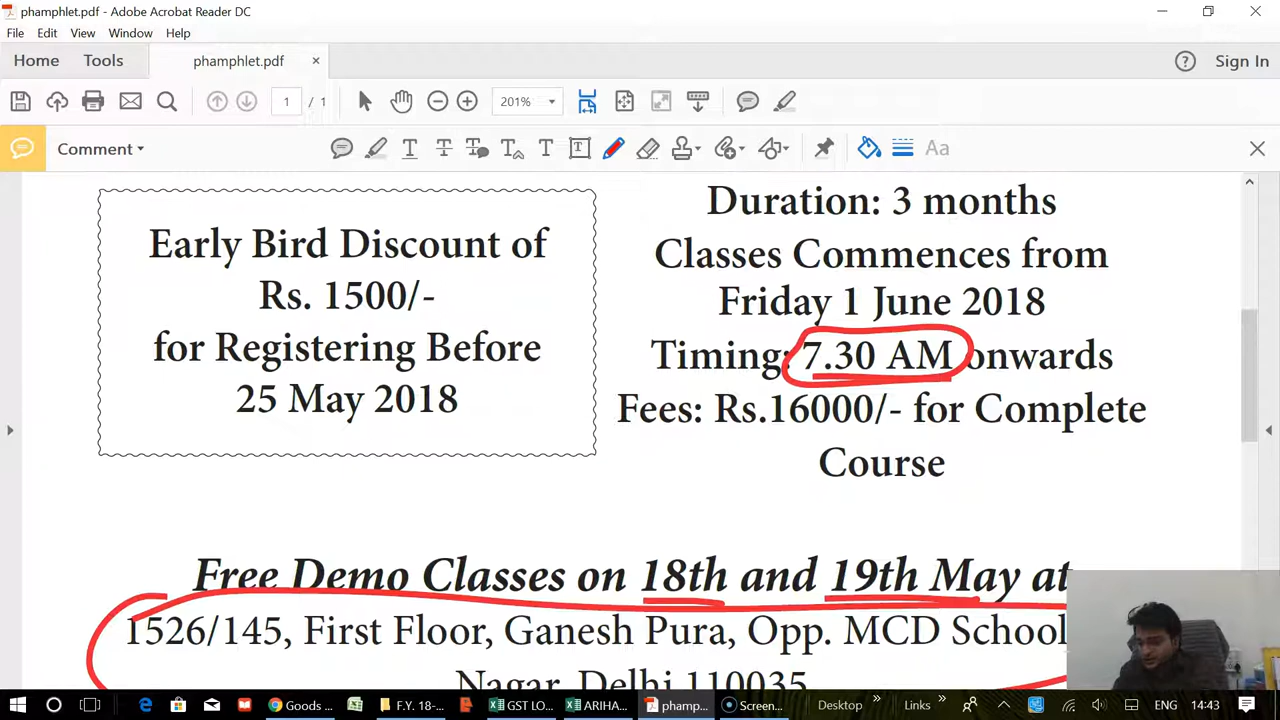 phamphlet.pdf - Adobe Acrobat Reader DC
File Edit View Window Help
Home Tools phamphlet.pdf × ? Sign In
1 / 1 201%
Comment Aa
Early Bird Discount of
Rs. 1500/-
for Registering Before
25 May 2018
Duration: 3 months
Classes Commences from
Friday 1 June 2018
Timing: 7.30 AM onwards
Fees: Rs.16000/- for Complete
Course
Free Demo Classes on 18th and 19th May at
1526/145, First Floor, Ganesh Pura, Opp. MCD School
Nagar, Delhi 110035
Goods ... F.Y. 18-... GST LO... ARIHA... phamp... Screen... Desktop Links ENG 14:43